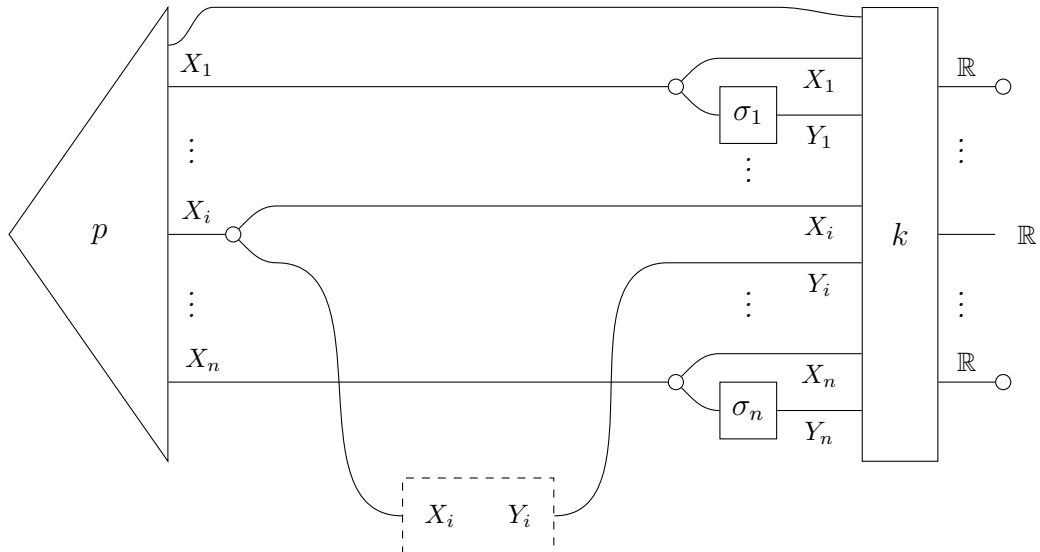 X_1
ℝ
X_1
σ_1
Y_1
⋮
⋮
⋮
X_i
p
X_i
k
ℝ
Y_i
⋮
⋮
⋮
X_n
ℝ
X_n
σ_n
Y_n
X_i Y_i